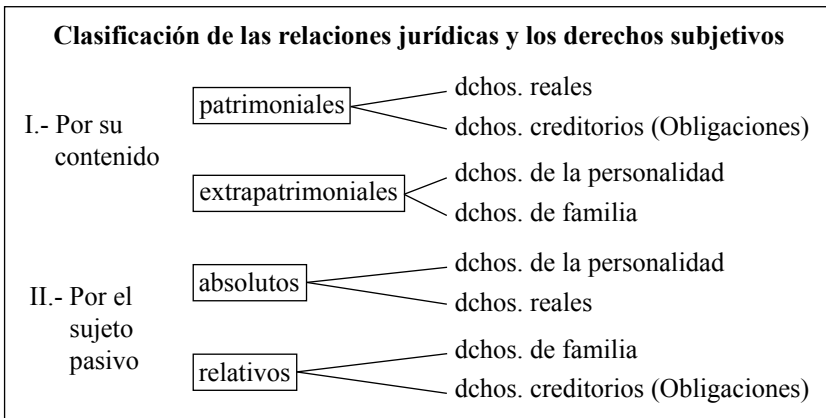 Clasificación de las relaciones jurídicas y los derechos subjetivos
I.- Por su
contenido
patrimoniales
dchos. reales
dchos. creditorios (Obligaciones)
extrapatrimoniales
dchos. de la personalidad
dchos. de familia
II.- Por el
sujeto
pasivo
absolutos
dchos. de la personalidad
dchos. reales
relativos
dchos. de familia
dchos. creditorios (Obligaciones)